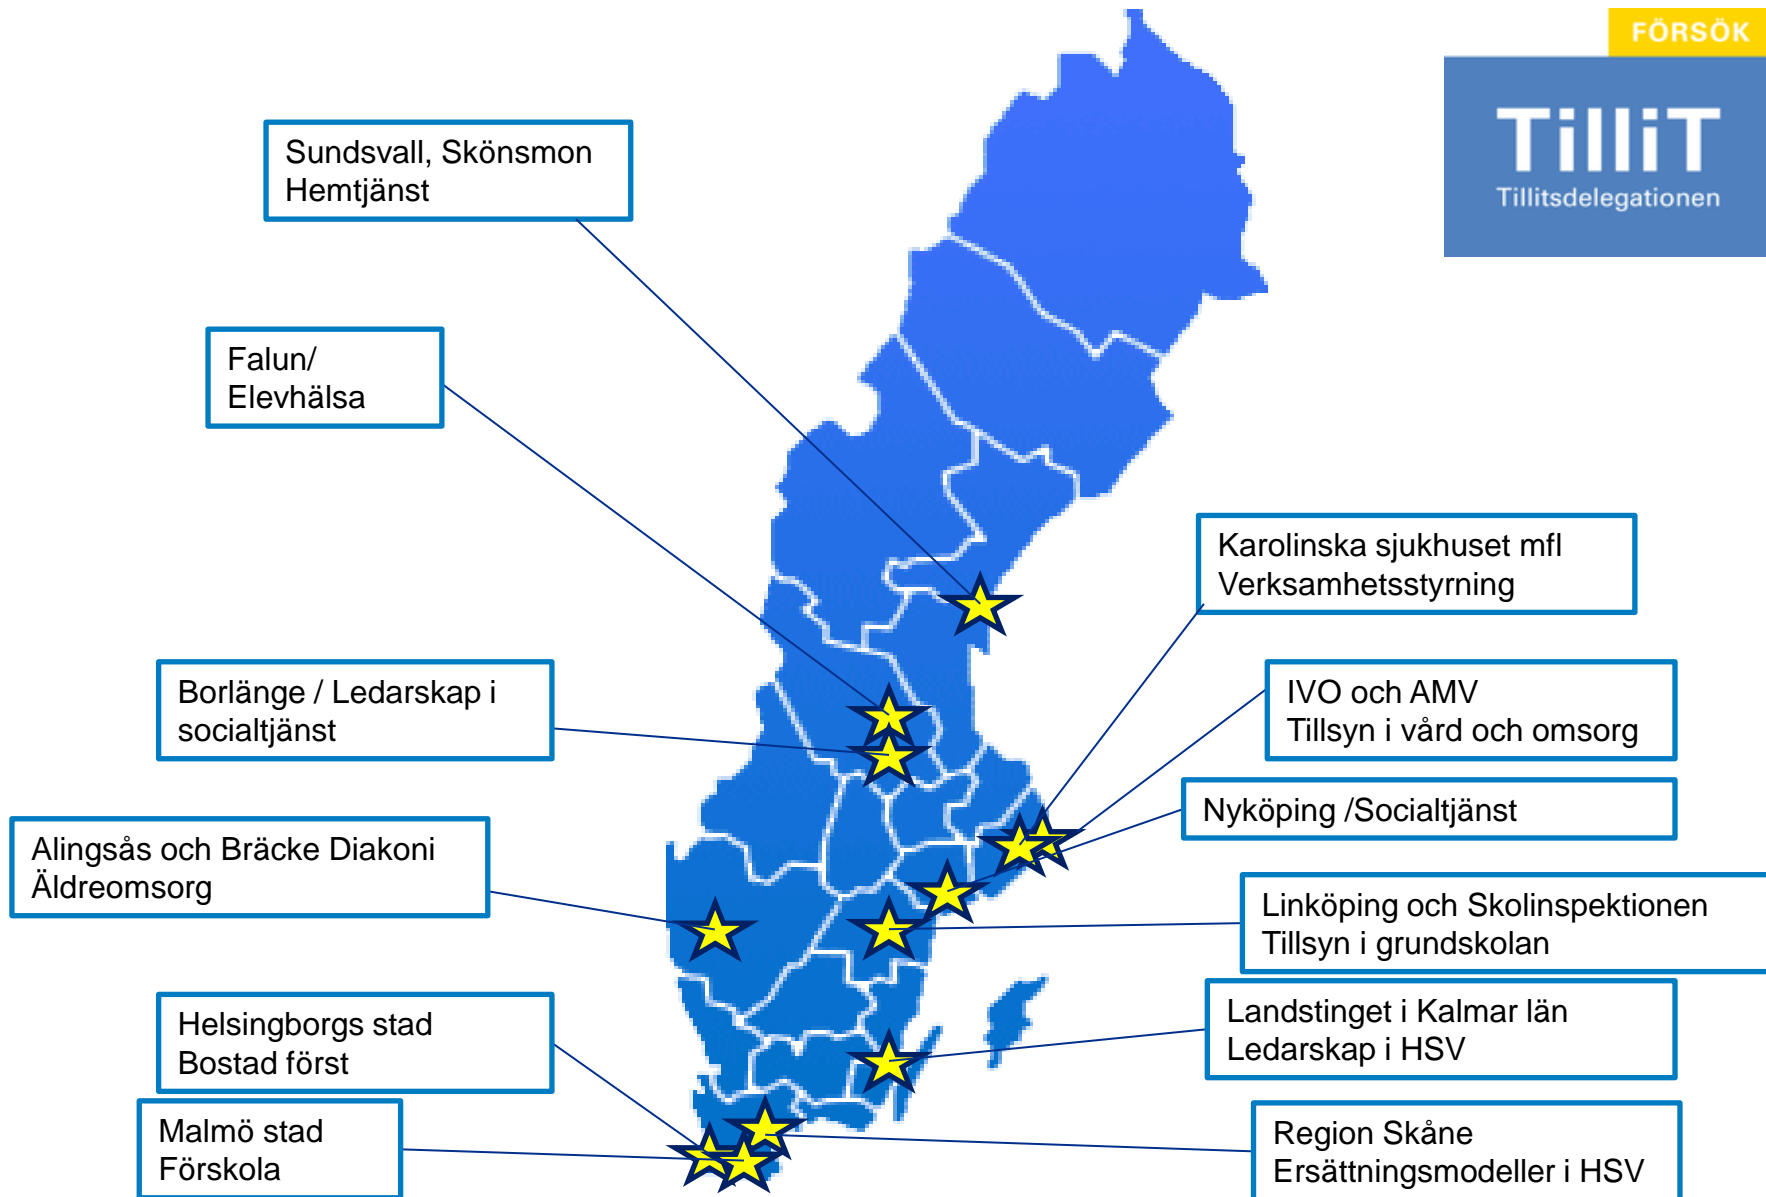 FÖRSÖK
TilliT
Tillitsdelegationen
Sundsvall, Skönsmon
Hemtjänst
Falun/
Elevhälsa
Borlänge / Ledarskap i
socialtjänst
Alingsås och Bräcke Diakoni
Äldreomsorg
Helsingborgs stad
Bostad först
Malmö stad
Förskola
Karolinska sjukhuset mfl
Verksamhetsstyrning
IVO och AMV
Tillsyn i vård och omsorg
Nyköping /Socialtjänst
Linköping och Skolinspektionen
Tillsyn i grundskolan
Landstinget i Kalmar län
Ledarskap i HSV
Region Skåne
Ersättningsmodeller i HSV